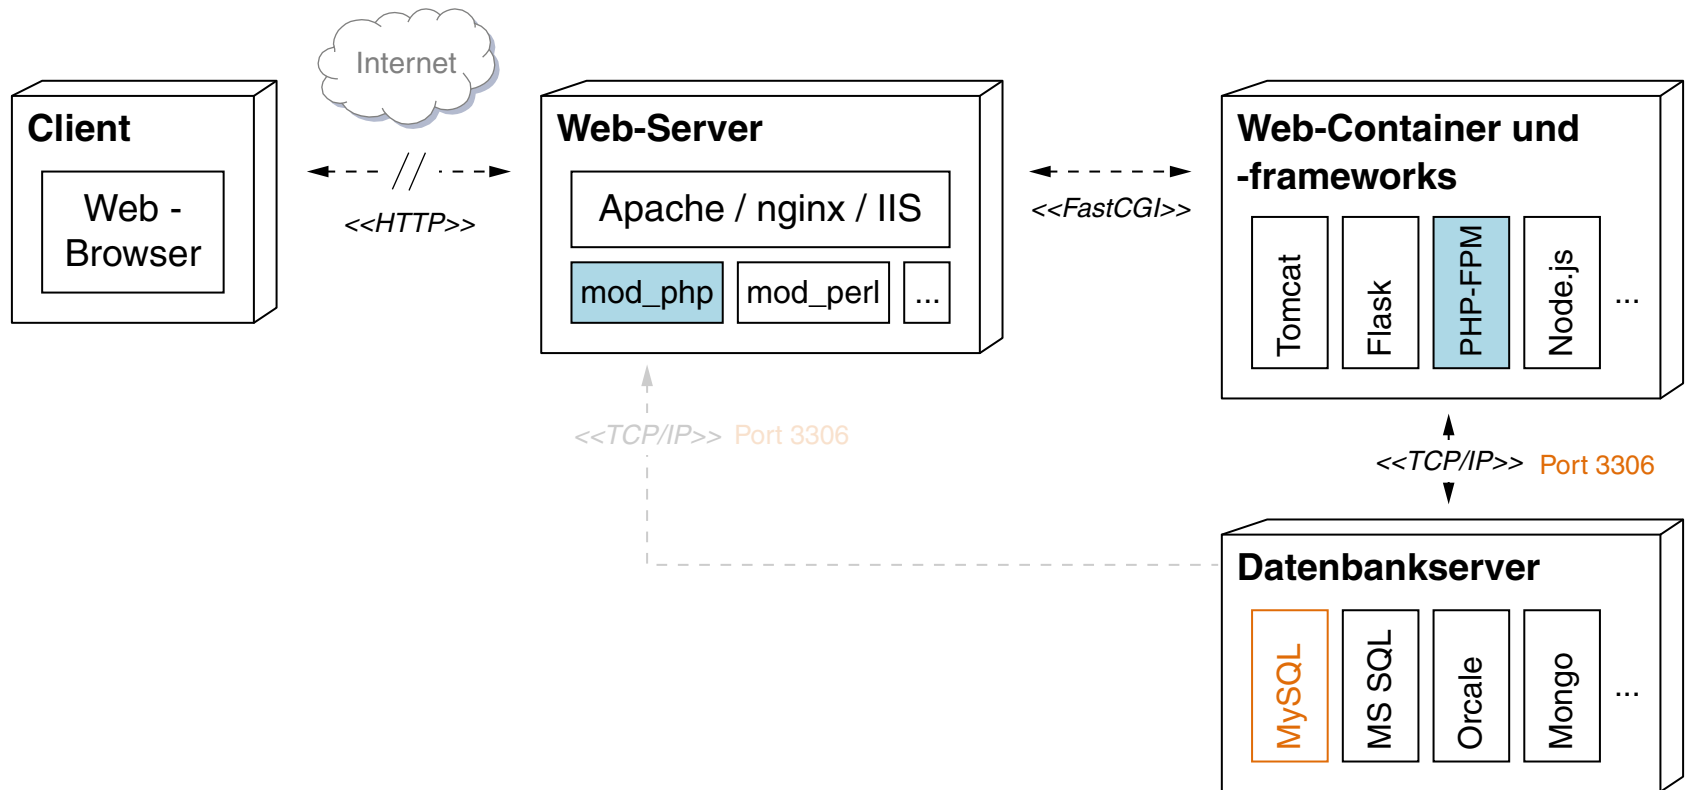 Internet
Client
Web -
Browser
<<HTTP>>
Web-Server
Apache / nginx / IIS
mod_php
mod_perl
...
<<FastCGI>>
Web-Container und
-frameworks
Tomcat
Flask
PHP-FPM
Node.js
...
<<TCP/IP>> Port 3306
<<TCP/IP>> Port 3306
Datenbankserver
MySQL
MS SQL
Orcale
Mongo
...